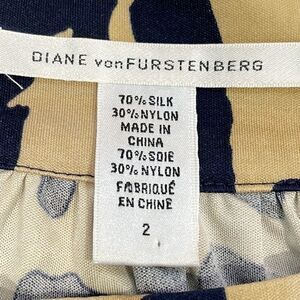 DIANE vonFURSTENBERG
70% SILK
30% NYLON
MADE IN
CHINA
70% SOIE
30% NYLON
FABRIQUÉ
EN CHINE
2